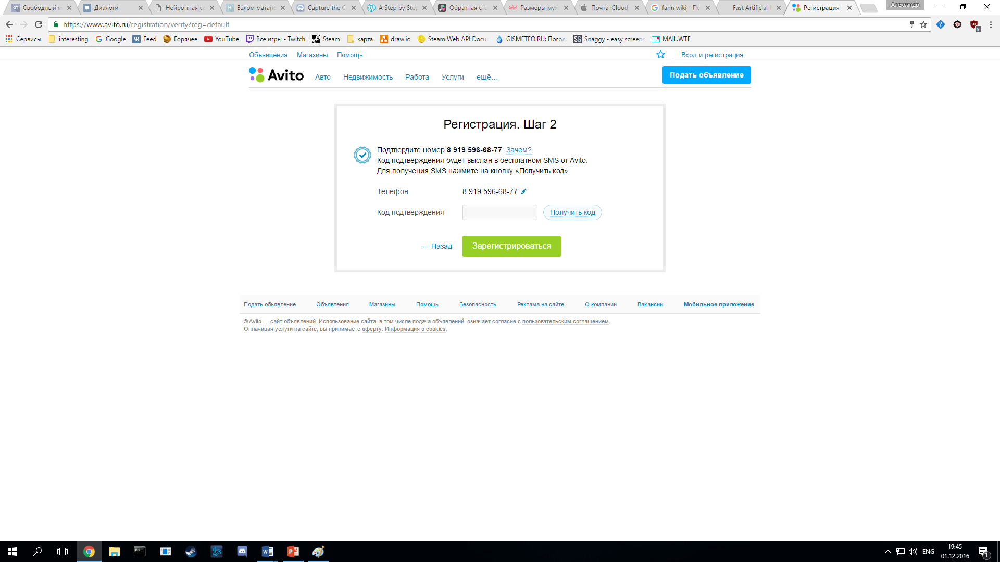 Свободный м
Диалоги
Нейронная се
Взлом матан
Capture the
A Step by Step
Обратная сто
Размеры муж
Почта iCloud
fann wiki - По
Fast Artificial
Регистрация -
Александр
https://www.avito.ru/registration/verify?reg=default
Сервисы
interesting
Google
Feed
Горячее
YouTube
Все игры - Twitch
Steam
карта
draw.io
Steam Web API Docu
GISMETEO.RU: Погод
Snaggy - easy screens
MAIL.WTF
Объявления Магазины Помощь
Вход и регистрация
Avito
Авто Недвижимость Работа Услуги ещё...
Подать объявление
Регистрация. Шаг 2
Подтвердите номер 8 919 596-68-77. Зачем?
Код подтверждения будет выслан в бесплатном SMS от Avito.
Для получения SMS нажмите на кнопку «Получить код»
Телефон 8 919 596-68-77
Код подтверждения Получить код
← Назад Зарегистрироваться
Подать объявление Объявления Магазины Помощь Безопасность Реклама на сайте О компании Вакансии Мобильное приложение
© Avito — сайт объявлений. Использование сайта, в том числе подача объявлений, означает согласие с пользовательским соглашением.
Оплачивая услуги на сайте, вы принимаете оферту. Информация о cookies.
ENG
19:45
01.12.2016
1